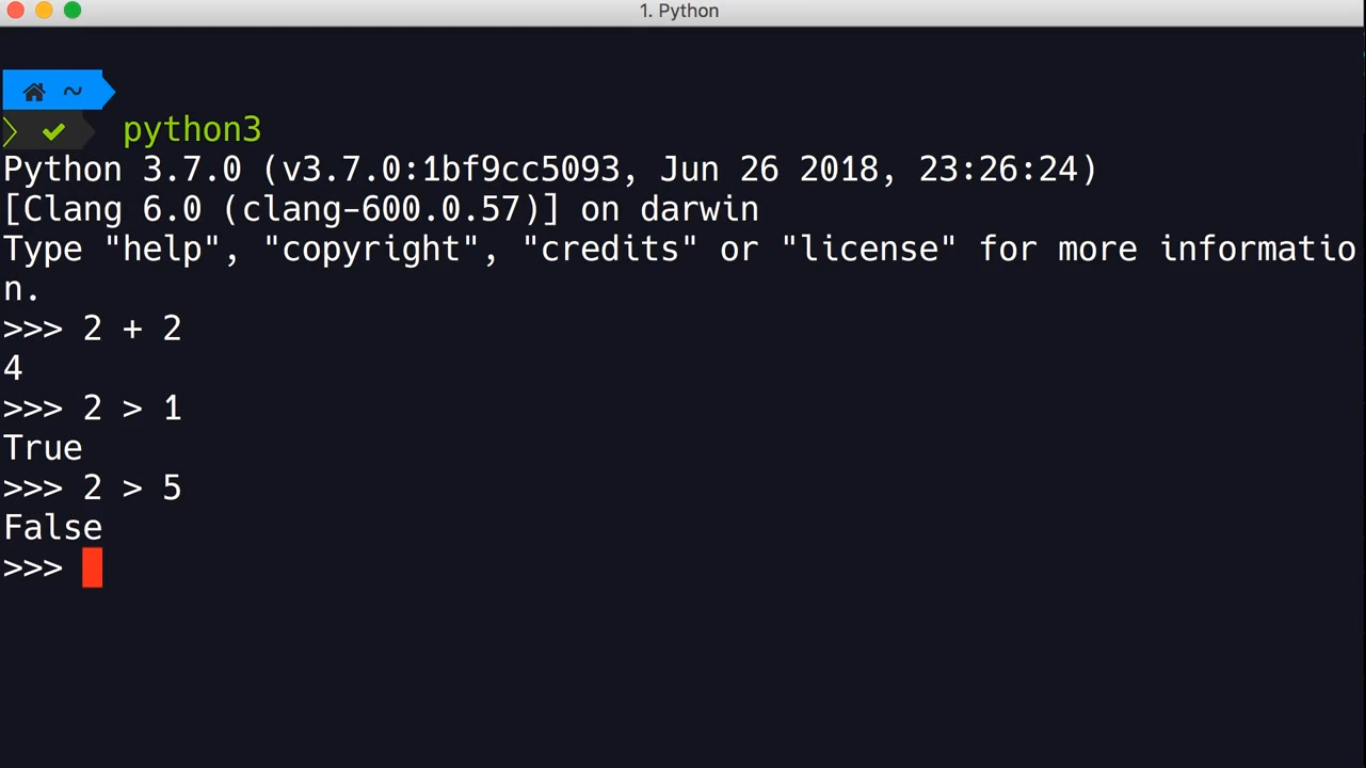 1. Python
~
python3
Python 3.7.0 (v3.7.0:1bf9cc5093, Jun 26 2018, 23:26:24)
[Clang 6.0 (clang-600.0.57)] on darwin
Type "help", "copyright", "credits" or "license" for more informatio
n.
>>> 2 + 2
4
>>> 2 > 1
True
>>> 2 > 5
False
>>>